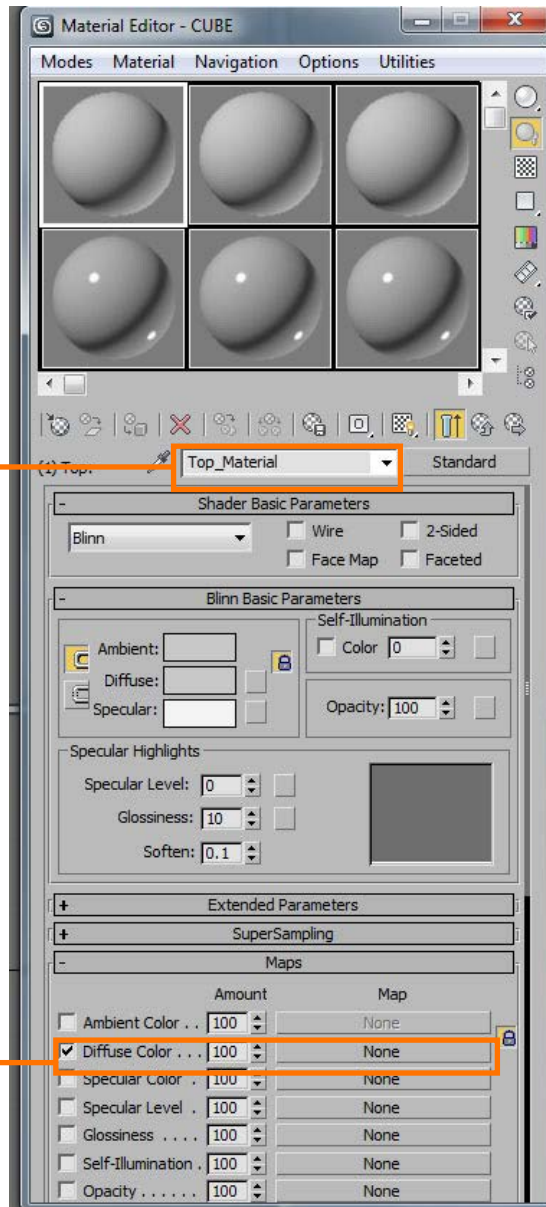 Material Editor - CUBE
Modes Material Navigation Options Utilities
(1) Top: Top_Material Standard
- Shader Basic Parameters
Blinn Wire 2-Sided
Face Map Faceted
- Blinn Basic Parameters
Self-Illumination
Ambient: Color 0
Diffuse:
Specular: Opacity: 100
Specular Highlights
Specular Level: 0
Glossiness: 10
Soften: 0.1
+ Extended Parameters
+ SuperSampling
- Maps
Amount Map
Ambient Color . . 100 None
Diffuse Color . . . 100 None
Specular Color . 100 None
Specular Level . 100 None
Glossiness . . . . 100 None
Self-Illumination . 100 None
Opacity . . . . . . 100 None